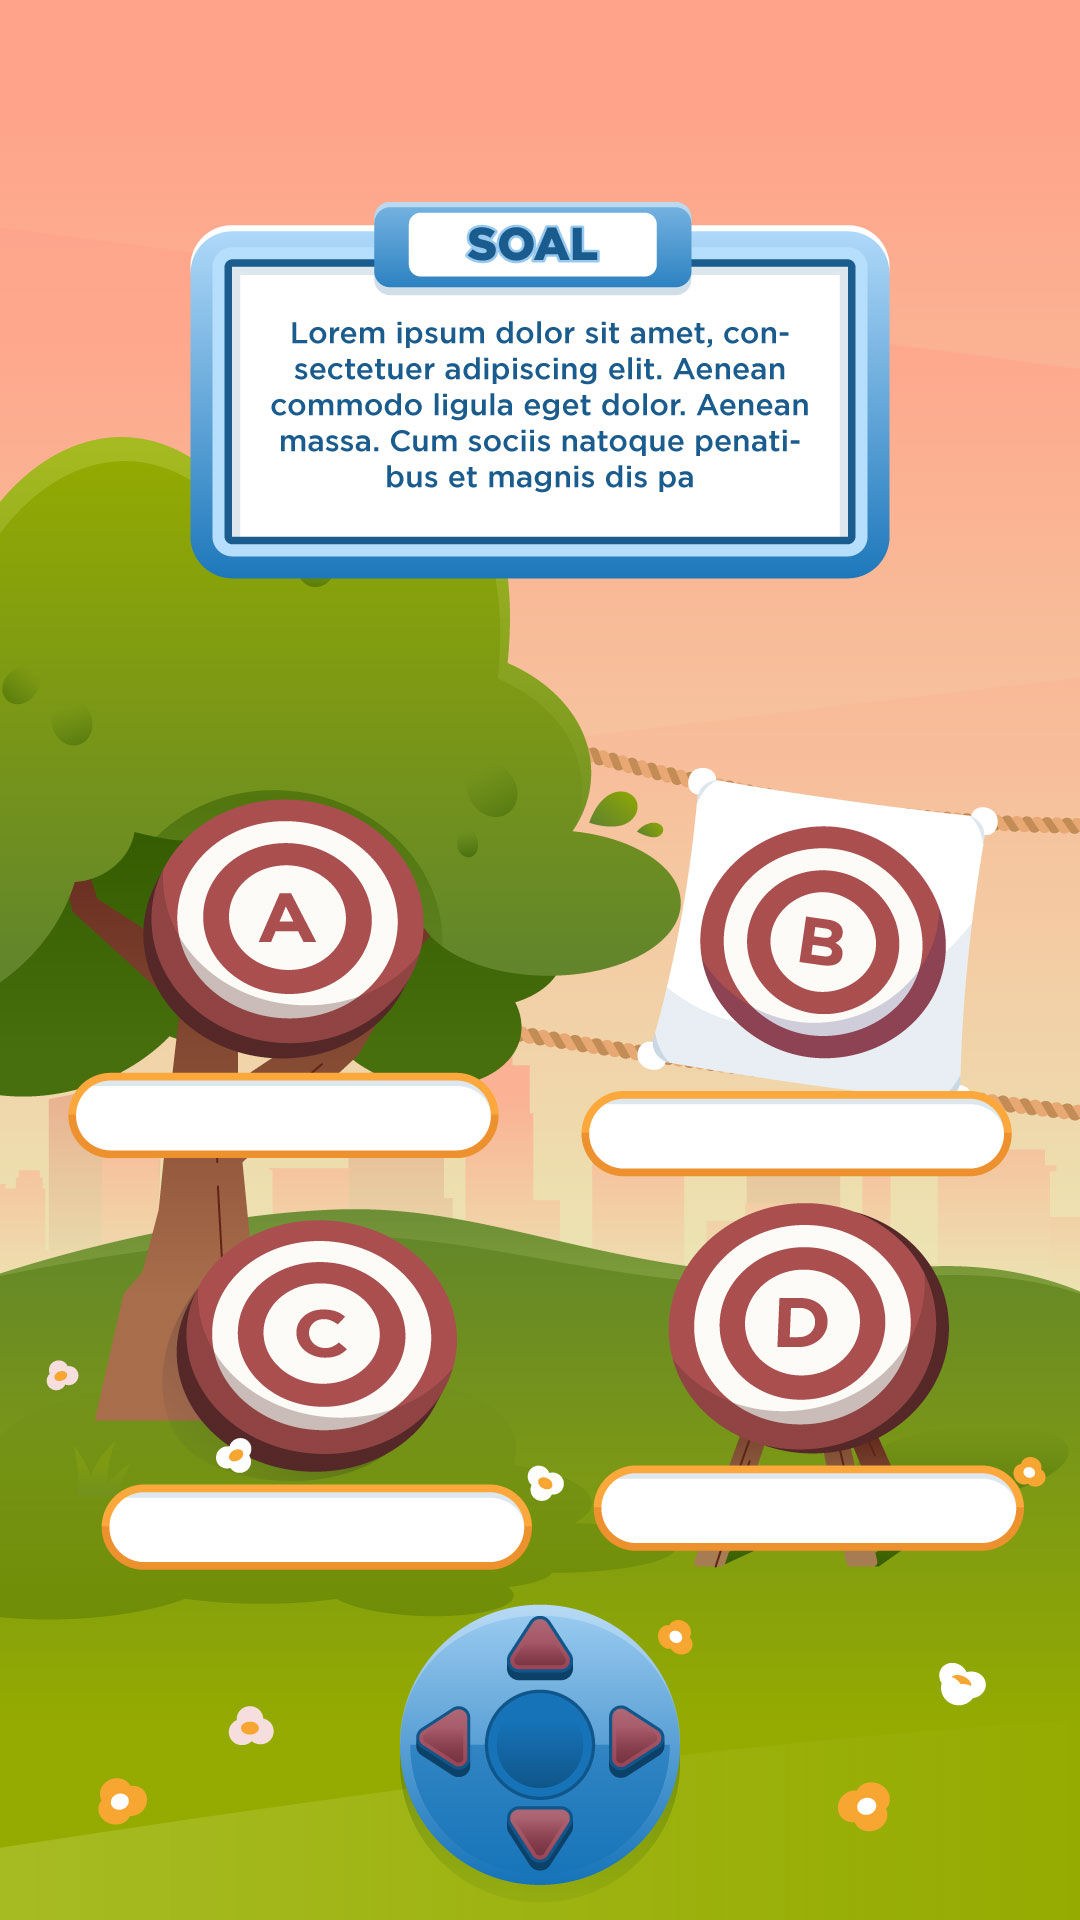 SOAL
Lorem ipsum dolor sit amet, con-
sectetuer adipiscing elit. Aenean
commodo ligula eget dolor. Aenean
massa. Cum sociis natoque penati-
bus et magnis dis pa
A
B
C
D